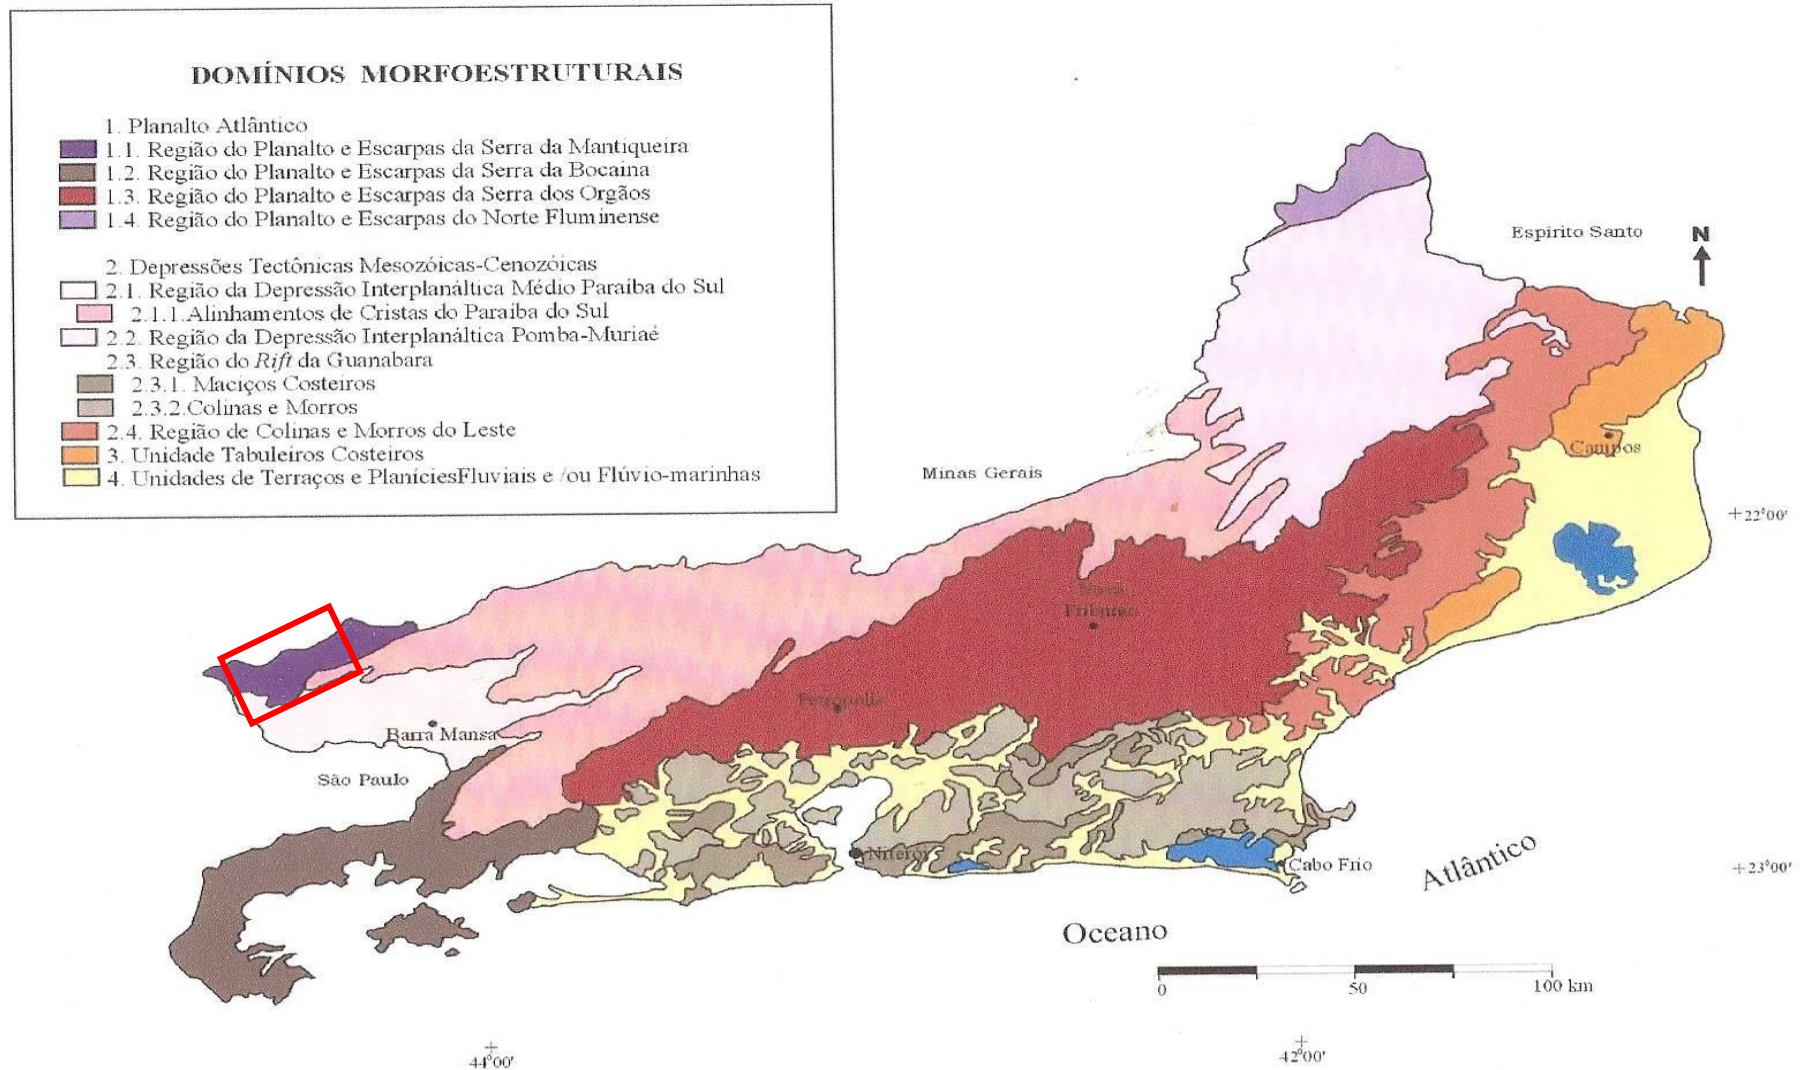 DOMÍNIOS MORFOESTRUTURAIS
1. Planalto Atlântico
1.1. Região do Planalto e Escarpas da Serra da Mantiqueira
1.2. Região do Planalto e Escarpas da Serra da Bocaina
1.3. Região do Planalto e Escarpas da Serra dos Orgãos
1.4. Região do Planalto e Escarpas do Norte Fluminense
2. Depressões Tectônicas Mesozóicas-Cenozóicas
2.1. Região da Depressão Interplanáltica Médio Paraiba do Sul
2.1.1.Alinhamentos de Cristas do Paraiba do Sul
2.2. Região da Depressão Interplanáltica Pomba-Muriaé
2.3. Região do Rift da Guanabara
2.3.1. Maciços Costeiros
2.3.2.Colinas e Morros
2.4. Região de Colinas e Morros do Leste
3. Unidade Tabuleiros Costeiros
4. Unidades de Terraços e PlaníciesFluviais e /ou Flúvio-marinhas
Espírito Santo
N
Campos
Minas Gerais
22°00'
Nova
Friburgo
Petrópolis
Barra Mansa
São Paulo
Niterói
Cabo Frio
23°00'
Atlântico
Oceano
0 50 100 km
44°00'
42°00'